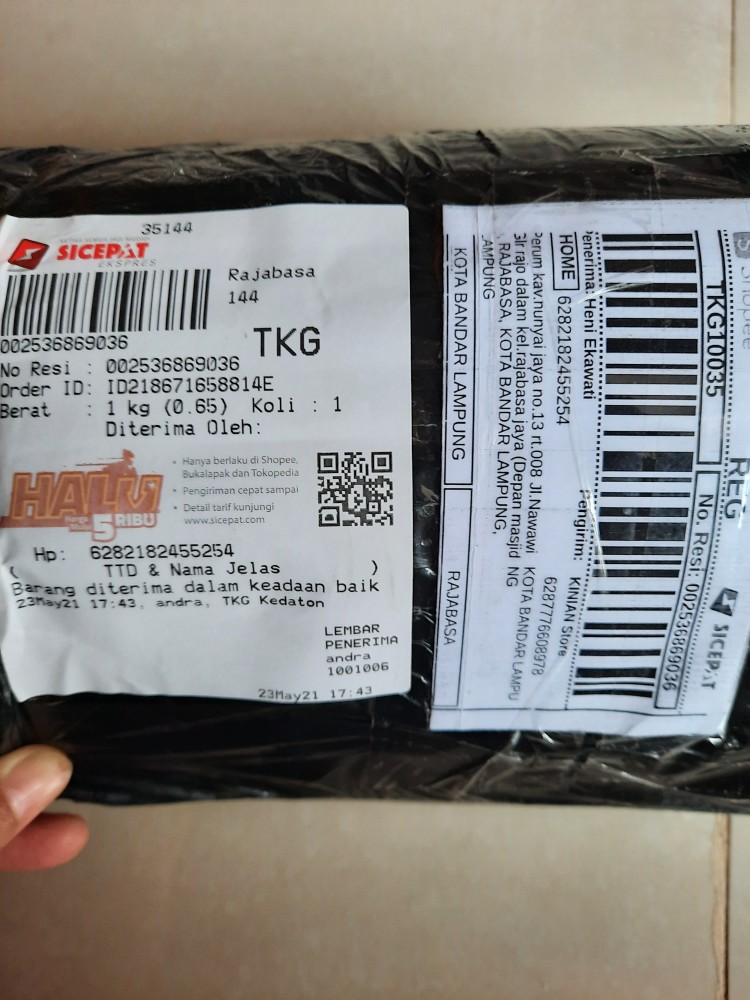 35144
SICEPAT
EKSPRES
Rajabasa
144
002536869036
TKG
No Resi : 002536869036
Order ID: ID218671658814E
Berat : 1 kg (0.65) Koli : 1
Diterima Oleh:
HALU
5 RIBU
• Hanya berlaku di Shopee,
Bukalapak dan Tokopedia
• Pengiriman cepat sampai
• Detail tarif kunjungi
www.sicepat.com
Hp: 6282182455254
( TTD & Nama Jelas )
Barang diterima dalam keadaan baik
23May21 17:43, andra, TKG Kedaton
LEMBAR
PENERIMA
andra
1001006
23May21 17:43
Shopee
REG
SICEPAT
TKG10035
No. Resi: 002536869036
Penerima: Heni Ekawati
Pengirim: KINJAN Store
HOME 6282182455254
6287776608978
Perum kav.nunyai jaya no.13 rt.008 Jl.Nawawi
KOTA BANDAR LAMPU
Glr rajo dalam kel.rajabasa jaya (Depan masjid
NG
, RAJABASA, KOTA BANDAR LAMPUNG,
LAMPUNG
KOTA BANDAR LAMPUNG
RAJABASA